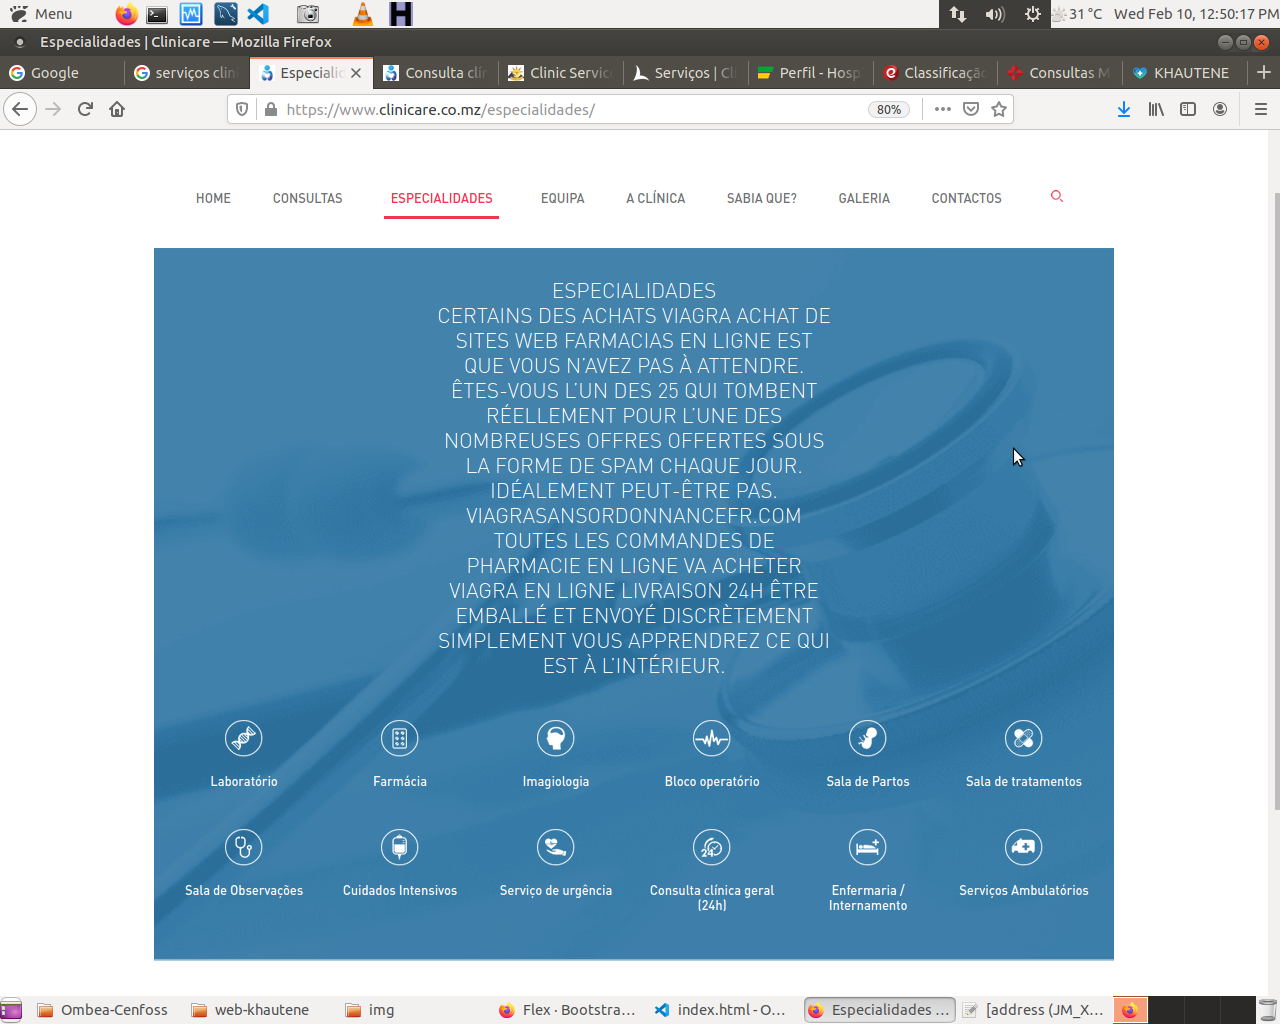 Menu
31 °C Wed Feb 10, 12:50:17 PM
Especialidades | Clinicare — Mozilla Firefox
Google
serviços clin
Especialid
Consulta clín
Clinic Servic
Serviços | Cl
Perfil - Hosp
Classificaçã
Consultas M
KHAUTENE
https://www.clinicare.co.mz/especialidades/
80%
HOME
CONSULTAS
ESPECIALIDADES
EQUIPA
A CLÍNICA
SABIA QUE?
GALERIA
CONTACTOS
ESPECIALIDADES
CERTAINS DES ACHATS VIAGRA ACHAT DE
SITES WEB FARMACIAS EN LIGNE EST
QUE VOUS N'AVEZ PAS À ATTENDRE.
ÊTES-VOUS L'UN DES 25 QUI TOMBENT
RÉELLEMENT POUR L'UNE DES
NOMBREUSES OFFRES OFFERTES SOUS
LA FORME DE SPAM CHAQUE JOUR.
IDÉALEMENT PEUT-ÊTRE PAS.
VIAGRASANSORDONNANCEFR.COM
TOUTES LES COMMANDES DE
PHARMACIE EN LIGNE VA ACHETER
VIAGRA EN LIGNE LIVRAISON 24H ÊTRE
EMBALLÉ ET ENVOYÉ DISCRÈTEMENT
SIMPLEMENT VOUS APPRENDREZ CE QUI
EST À L'INTÉRIEUR.
Laboratório
Farmácia
Imagiologia
Bloco operatório
Sala de Partos
Sala de tratamentos
24
Sala de Observações
Cuidados Intensivos
Serviço de urgência
Consulta clínica geral
(24h)
Enfermaria /
Internamento
Serviços Ambulatórios
Ombea-Cenfoss
web-khautene
img
Flex · Bootstra...
index.html - O...
Especialidades ...
[address (JM_X...